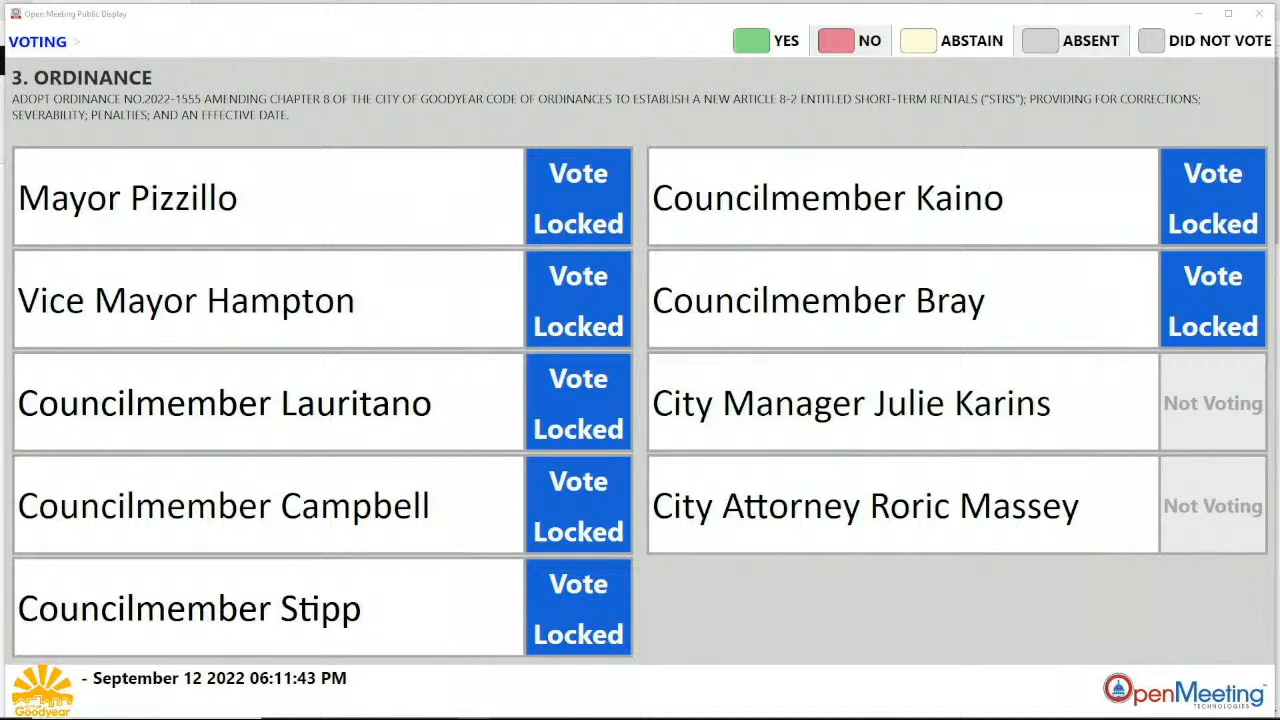 Open Meeting Public Display
VOTING >
YES
NO
ABSTAIN
ABSENT
DID NOT VOTE
3. ORDINANCE
ADOPT ORDINANCE NO.2022-1555 AMENDING CHAPTER 8 OF THE CITY OF GOODYEAR CODE OF ORDINANCES TO ESTABLISH A NEW ARTICLE 8-2 ENTITLED SHORT-TERM RENTALS ("STRS"); PROVIDING FOR CORRECTIONS;
SEVERABILITY; PENALTIES; AND AN EFFECTIVE DATE.
Mayor Pizzillo
Vote
Locked
Vice Mayor Hampton
Vote
Locked
Councilmember Lauritano
Vote
Locked
Councilmember Campbell
Vote
Locked
Councilmember Stipp
Vote
Locked
Councilmember Kaino
Vote
Locked
Councilmember Bray
Vote
Locked
City Manager Julie Karins
Not Voting
City Attorney Roric Massey
Not Voting
CITY OF
Goodyear
- September 12 2022 06:11:43 PM
OpenMeeting™
TECHNOLOGIES